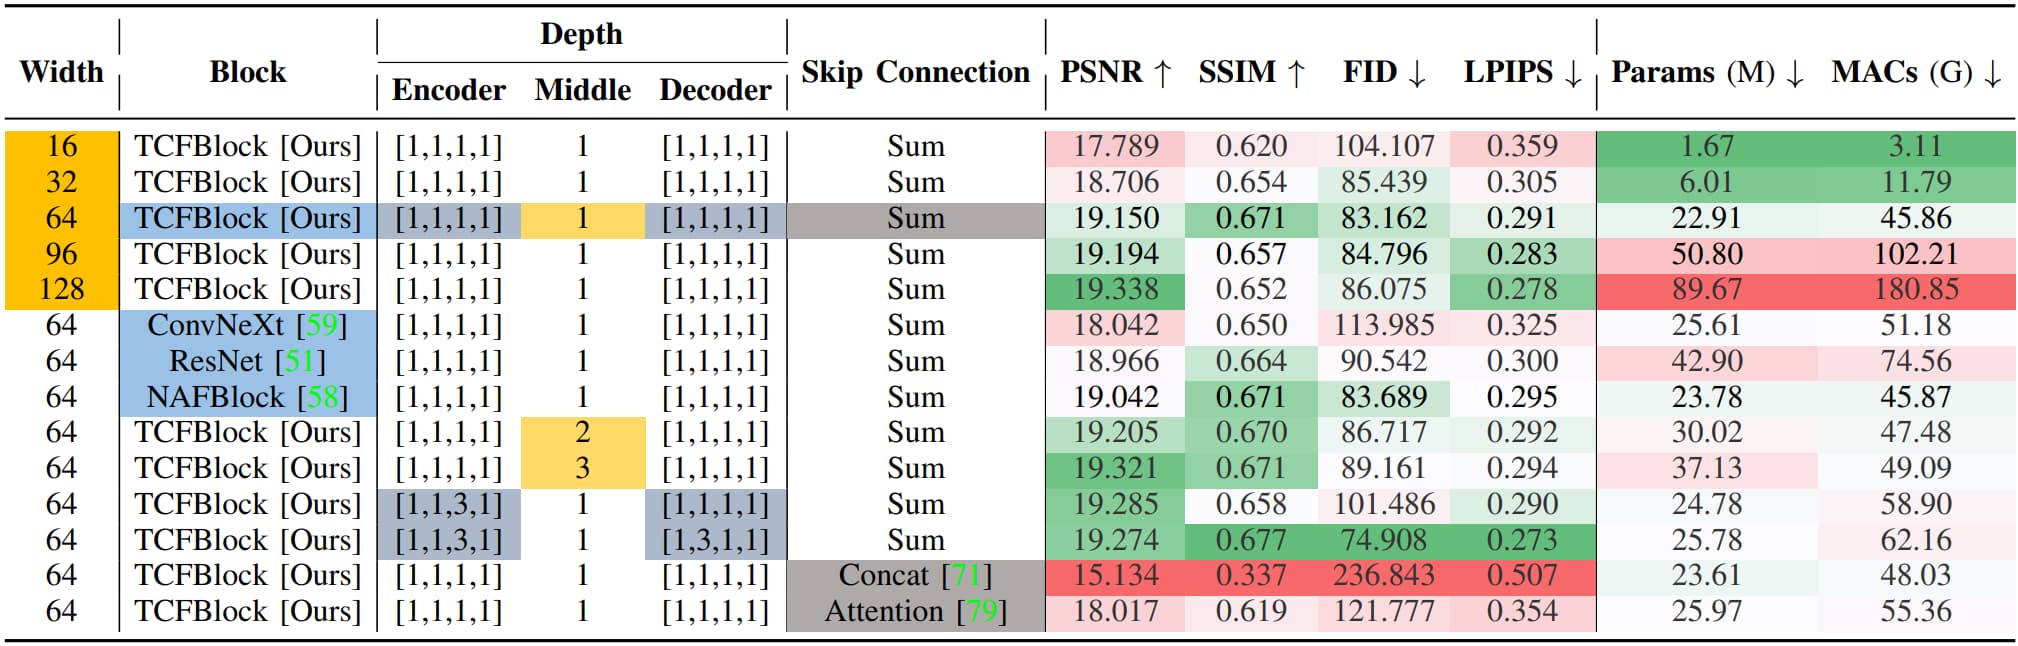 Depth
Width Block Skip Connection PSNR ↑ SSIM ↑ FID ↓ LPIPS ↓ Params (M) ↓ MACs (G) ↓
Encoder Middle Decoder
16 TCFBlock [Ours] [1,1,1,1] 1 [1,1,1,1] Sum 17.789 0.620 104.107 0.359 1.67 3.11
32 TCFBlock [Ours] [1,1,1,1] 1 [1,1,1,1] Sum 18.706 0.654 85.439 0.305 6.01 11.79
64 TCFBlock [Ours] [1,1,1,1] 1 [1,1,1,1] Sum 19.150 0.671 83.162 0.291 22.91 45.86
96 TCFBlock [Ours] [1,1,1,1] 1 [1,1,1,1] Sum 19.194 0.657 84.796 0.283 50.80 102.21
128 TCFBlock [Ours] [1,1,1,1] 1 [1,1,1,1] Sum 19.338 0.652 86.075 0.278 89.67 180.85
64 ConvNeXt [59] [1,1,1,1] 1 [1,1,1,1] Sum 18.042 0.650 113.985 0.325 25.61 51.18
64 ResNet [51] [1,1,1,1] 1 [1,1,1,1] Sum 18.966 0.664 90.542 0.300 42.90 74.56
64 NAFBlock [58] [1,1,1,1] 1 [1,1,1,1] Sum 19.042 0.671 83.689 0.295 23.78 45.87
64 TCFBlock [Ours] [1,1,1,1] 2 [1,1,1,1] Sum 19.205 0.670 86.717 0.292 30.02 47.48
64 TCFBlock [Ours] [1,1,1,1] 3 [1,1,1,1] Sum 19.321 0.671 89.161 0.294 37.13 49.09
64 TCFBlock [Ours] [1,1,3,1] 1 [1,1,1,1] Sum 19.285 0.658 101.486 0.290 24.78 58.90
64 TCFBlock [Ours] [1,1,3,1] 1 [1,3,1,1] Sum 19.274 0.677 74.908 0.273 25.78 62.16
64 TCFBlock [Ours] [1,1,1,1] 1 [1,1,1,1] Concat [71] 15.134 0.337 236.843 0.507 23.61 48.03
64 TCFBlock [Ours] [1,1,1,1] 1 [1,1,1,1] Attention [79] 18.017 0.619 121.777 0.354 25.97 55.36